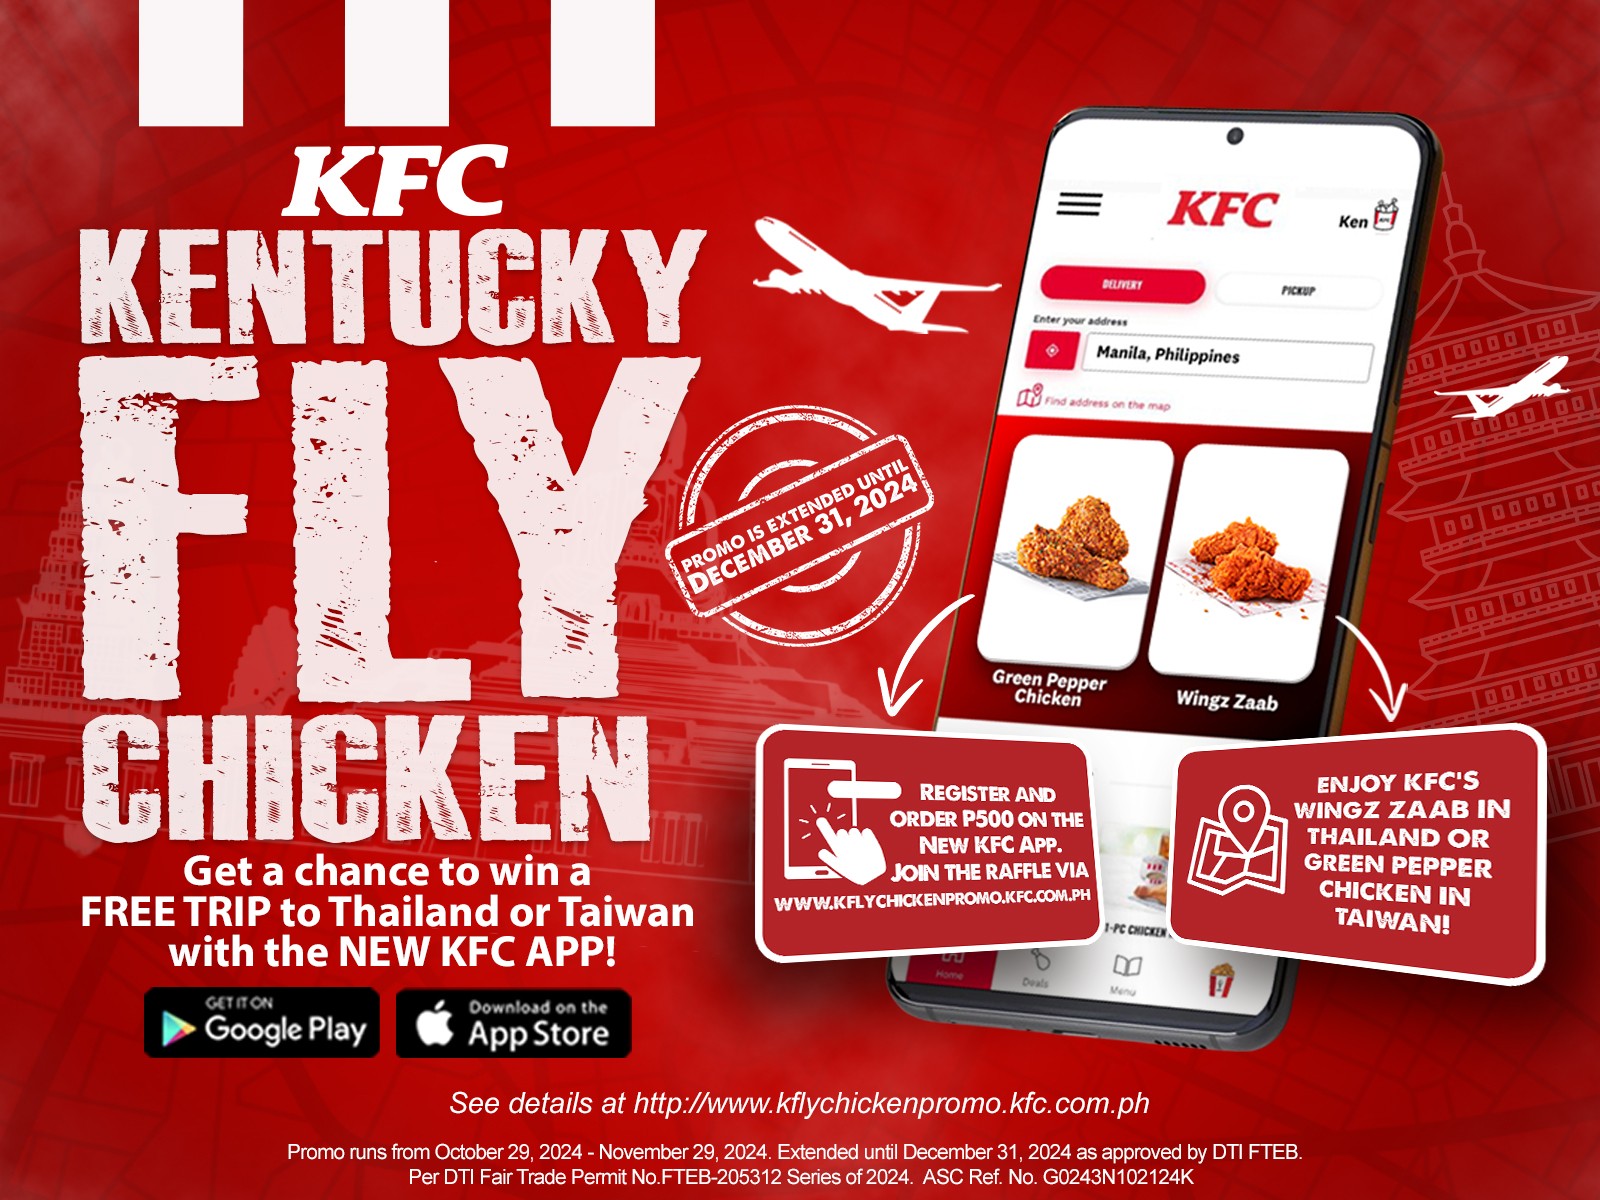 KFC
KENTUCKY
FLY
CHICKEN
Get a chance to win a
FREE TRIP to Thailand or Taiwan
with the NEW KFC APP!
GET IT ON
Google Play
Download on the
App Store
PROMO IS EXTENDED UNTIL
DECEMBER 31, 2024
KFC
Ken
DELIVERY
PICKUP
Enter your address
Manila, Philippines
Find address on the map
Green Pepper
Chicken
Wingz Zaab
REGISTER AND
ORDER P500 ON THE
NEW KFC APP.
JOIN THE RAFFLE VIA
WWW.KFLYCHICKENPROMO.KFC.COM.PH
ENJOY KFC'S
WINGZ ZAAB IN
THAILAND OR
GREEN PEPPER
CHICKEN IN
TAIWAN!
1-PC CHICKEN
Home
Deals
Menu
See details at http://www.kflychickenpromo.kfc.com.ph
Promo runs from October 29, 2024 - November 29, 2024. Extended until December 31, 2024 as approved by DTI FTEB.
Per DTI Fair Trade Permit No.FTEB-205312 Series of 2024. ASC Ref. No. G0243N102124K